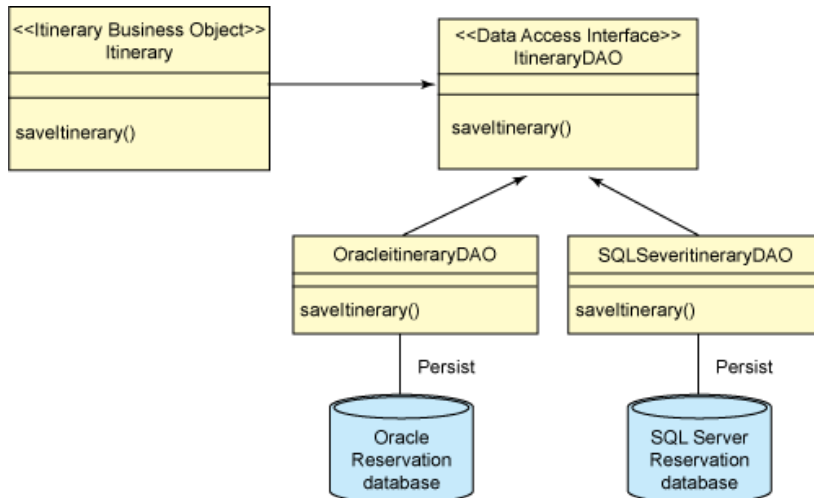 <<Itinerary Business Object>>
Itinerary
saveItinerary()
<<Data Access Interface>>
ItineraryDAO
saveItinerary()
OracleitineraryDAO
saveItinerary()
SQLSeveritineraryDAO
saveItinerary()
Persist
Persist
Oracle
Reservation
database
SQL Server
Reservation
database